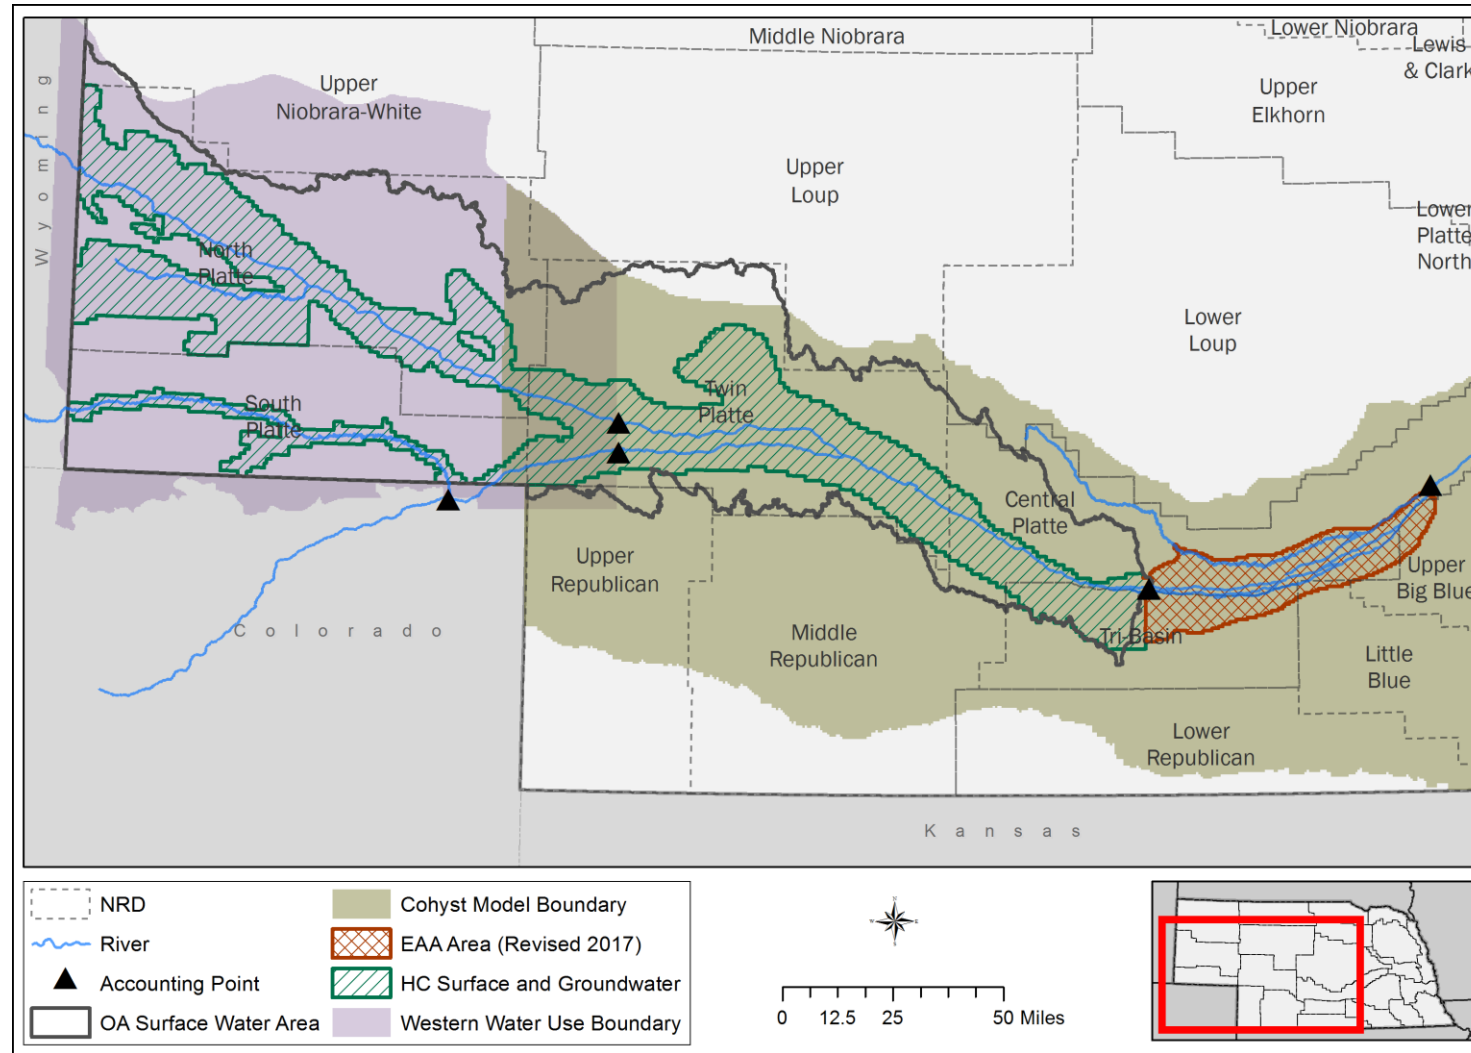 Middle Niobrara
Lower Niobrara
Lewis
& Clark
Upper
Niobrara-White
Upper
Elkhorn
Wyoming
Upper
Loup
Lower
Platte
North
North
Platte
Lower
Loup
Twin
Platte
South
Platte
Central
Platte
Upper
Republican
Upper
Big Blue
Colorado
Middle
Republican
Tri-Basin
Little
Blue
Lower
Republican
Kansas
NRD
River
Accounting Point
OA Surface Water Area
Cohyst Model Boundary
EAA Area (Revised 2017)
HC Surface and Groundwater
Western Water Use Boundary
0 12.5 25 50 Miles